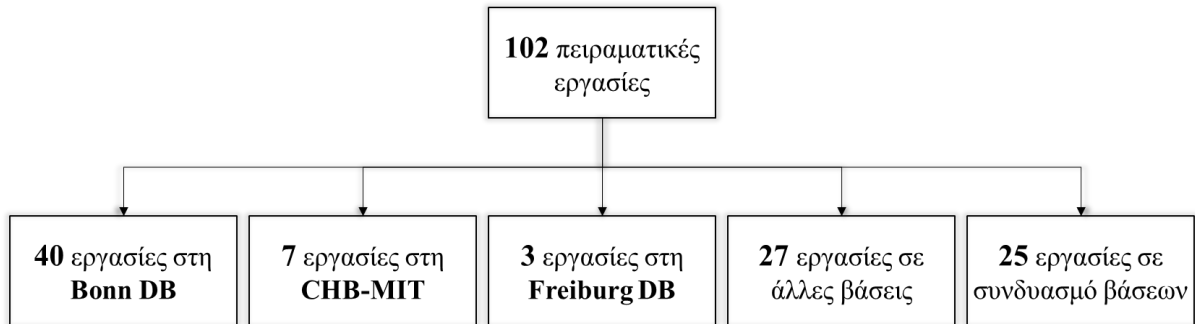 102 πειραματικές
εργασίες
40 εργασίες στη
Bonn DB
7 εργασίες στη
CHB-MIT
3 εργασίες στη
Freiburg DB
27 εργασίες σε
άλλες βάσεις
25 εργασίες σε
συνδυασμό βάσεων